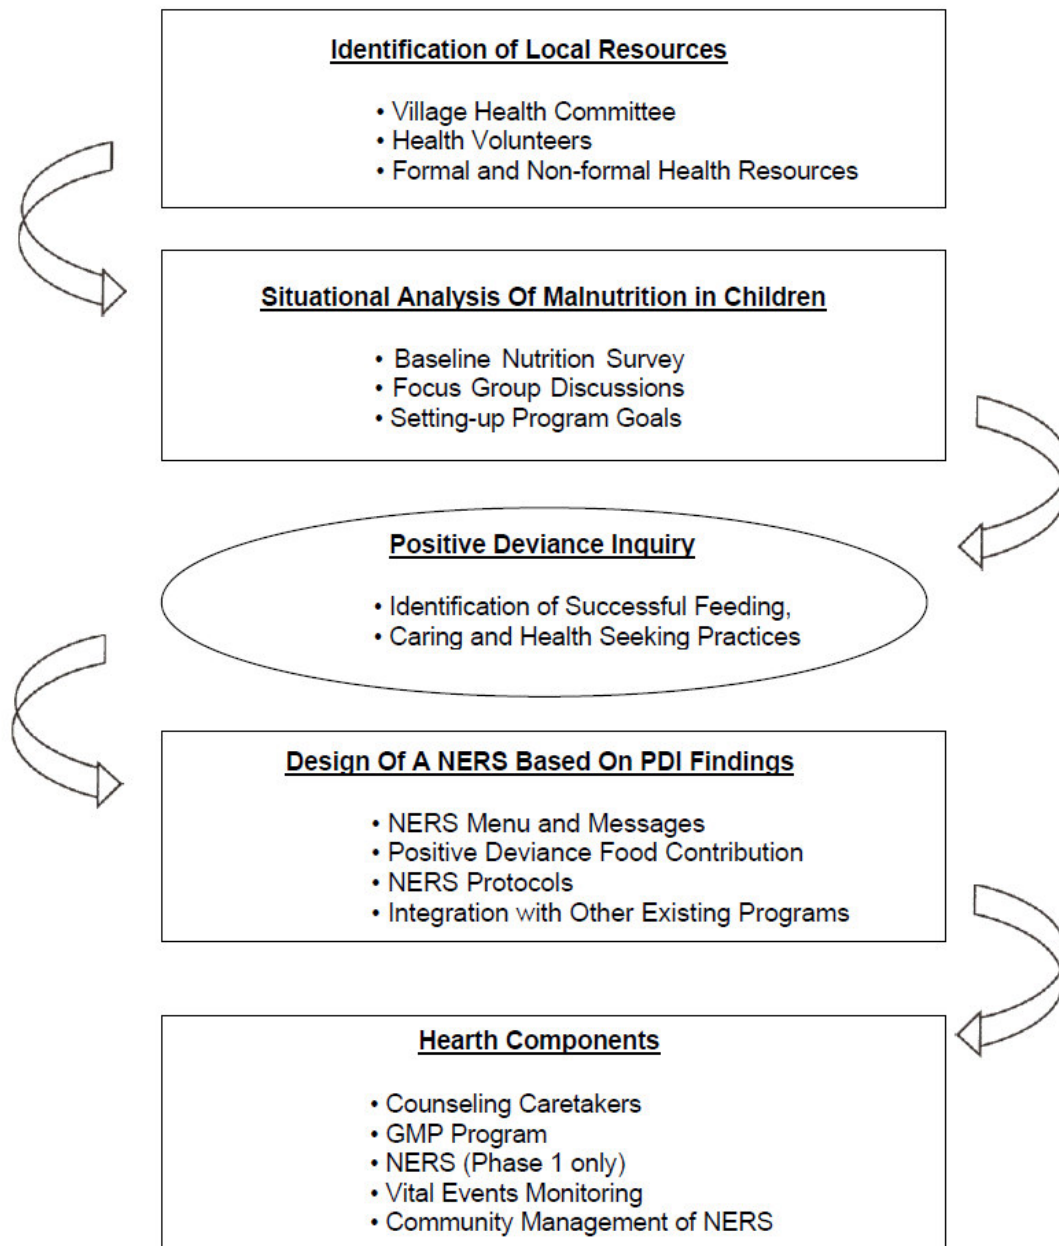 Identification of Local Resources
• Village Health Committee
• Health Volunteers
• Formal and Non-formal Health Resources
Situational Analysis Of Malnutrition in Children
• Baseline Nutrition Survey
• Focus Group Discussions
• Setting-up Program Goals
Positive Deviance Inquiry
• Identification of Successful Feeding,
• Caring and Health Seeking Practices
Design Of A NERS Based On PDI Findings
• NERS Menu and Messages
• Positive Deviance Food Contribution
• NERS Protocols
• Integration with Other Existing Programs
Hearth Components
• Counseling Caretakers
• GMP Program
• NERS (Phase 1 only)
• Vital Events Monitoring
• Community Management of NERS